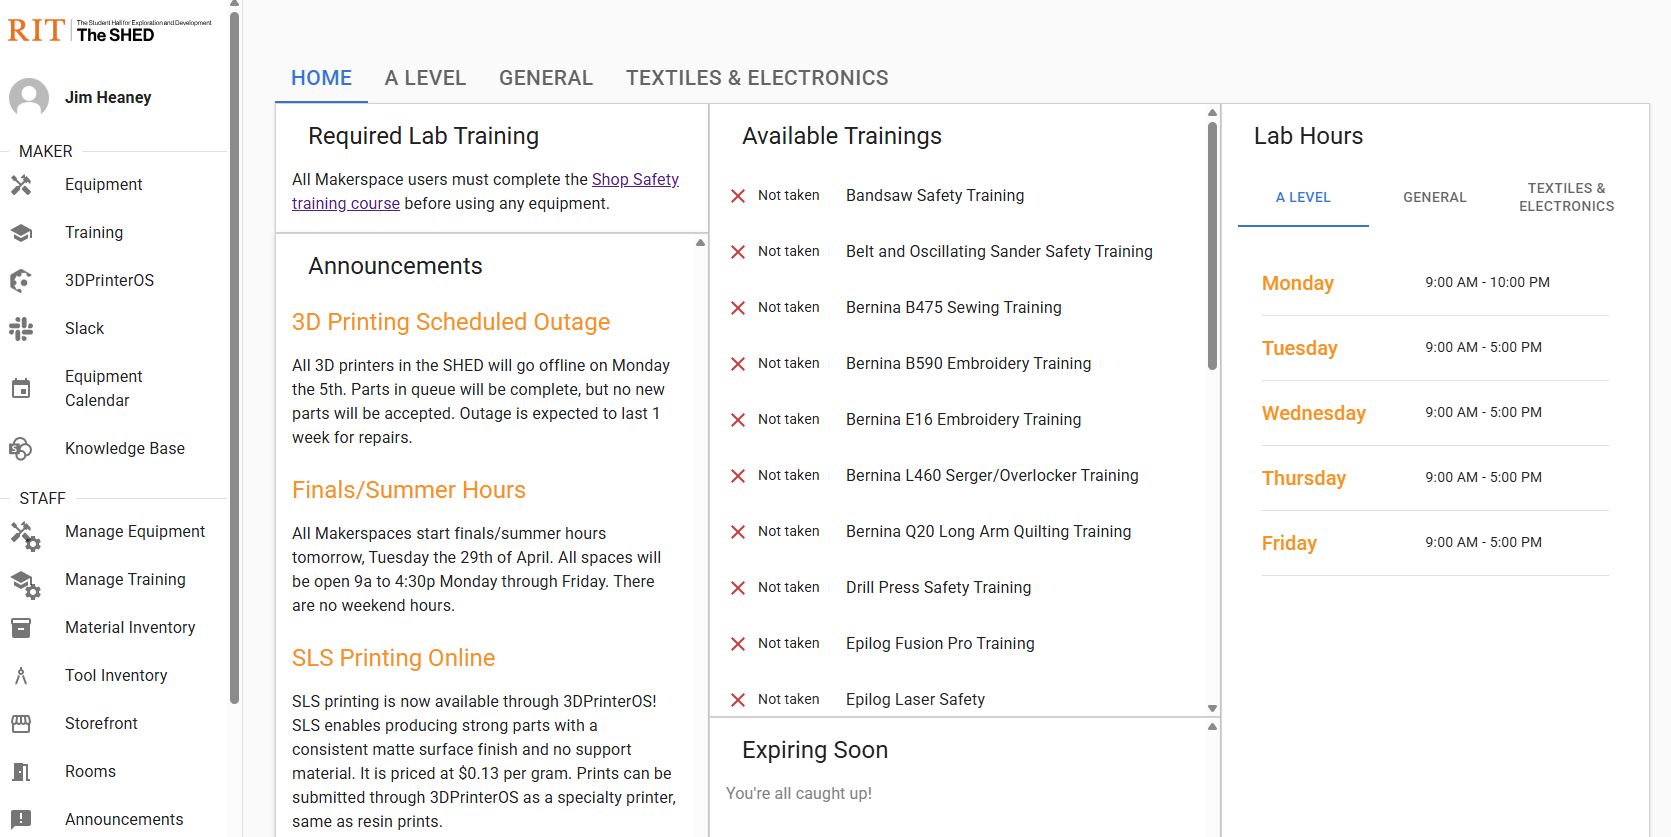 RIT
The Student Hall for Exploration and Development
The SHED
Jim Heaney
MAKER
Equipment
Training
3DPrinterOS
Slack
Equipment
Calendar
Knowledge Base
STAFF
Manage Equipment
Manage Training
Material Inventory
Tool Inventory
Storefront
Rooms
Announcements
HOME
A LEVEL
GENERAL
TEXTILES & ELECTRONICS
Required Lab Training
All Makerspace users must complete the Shop Safety
training course before using any equipment.
Announcements
3D Printing Scheduled Outage
All 3D printers in the SHED will go offline on Monday
the 5th. Parts in queue will be complete, but no new
parts will be accepted. Outage is expected to last 1
week for repairs.
Finals/Summer Hours
All Makerspaces start finals/summer hours
tomorrow, Tuesday the 29th of April. All spaces will
be open 9a to 4:30p Monday through Friday. There
are no weekend hours.
SLS Printing Online
SLS printing is now available through 3DPrinterOS!
SLS enables producing strong parts with a
consistent matte surface finish and no support
material. It is priced at $0.13 per gram. Prints can be
submitted through 3DPrinterOS as a specialty printer,
same as resin prints.
Available Trainings
Not taken Bandsaw Safety Training
Not taken Belt and Oscillating Sander Safety Training
Not taken Bernina B475 Sewing Training
Not taken Bernina B590 Embroidery Training
Not taken Bernina E16 Embroidery Training
Not taken Bernina L460 Serger/Overlocker Training
Not taken Bernina Q20 Long Arm Quilting Training
Not taken Drill Press Safety Training
Not taken Epilog Fusion Pro Training
Not taken Epilog Laser Safety
Expiring Soon
You're all caught up!
Lab Hours
A LEVEL
GENERAL
TEXTILES &
ELECTRONICS
Monday 9:00 AM - 10:00 PM
Tuesday 9:00 AM - 5:00 PM
Wednesday 9:00 AM - 5:00 PM
Thursday 9:00 AM - 5:00 PM
Friday 9:00 AM - 5:00 PM